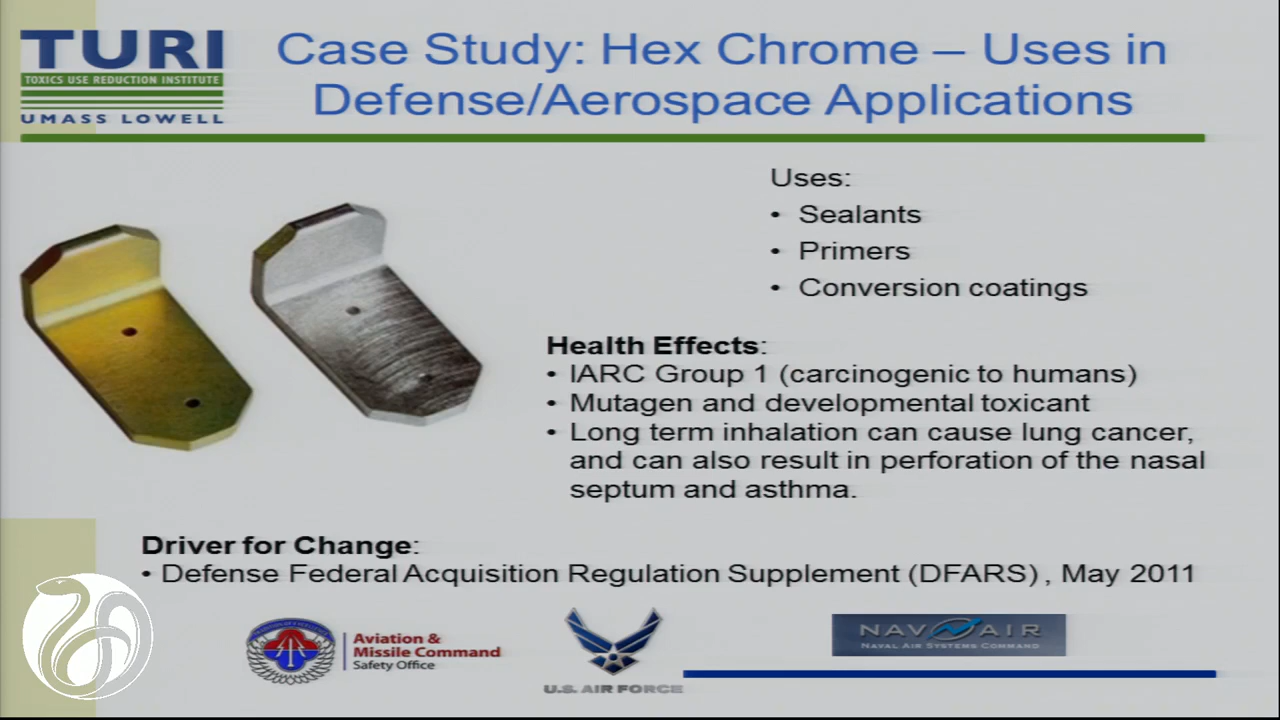 TURI
TOXICS USE REDUCTION INSTITUTE
UMASS LOWELL
Case Study: Hex Chrome – Uses in
Defense/Aerospace Applications
Uses:
• Sealants
• Primers
• Conversion coatings
Health Effects:
• IARC Group 1 (carcinogenic to humans)
• Mutagen and developmental toxicant
• Long term inhalation can cause lung cancer,
and can also result in perforation of the nasal
septum and asthma.
Driver for Change:
• Defense Federal Acquisition Regulation Supplement (DFARS) , May 2011
Aviation &
Missile Command
Safety Office
U.S. AIR FORCE
NAV AIR
NAVAL AIR SYSTEMS COMMAND